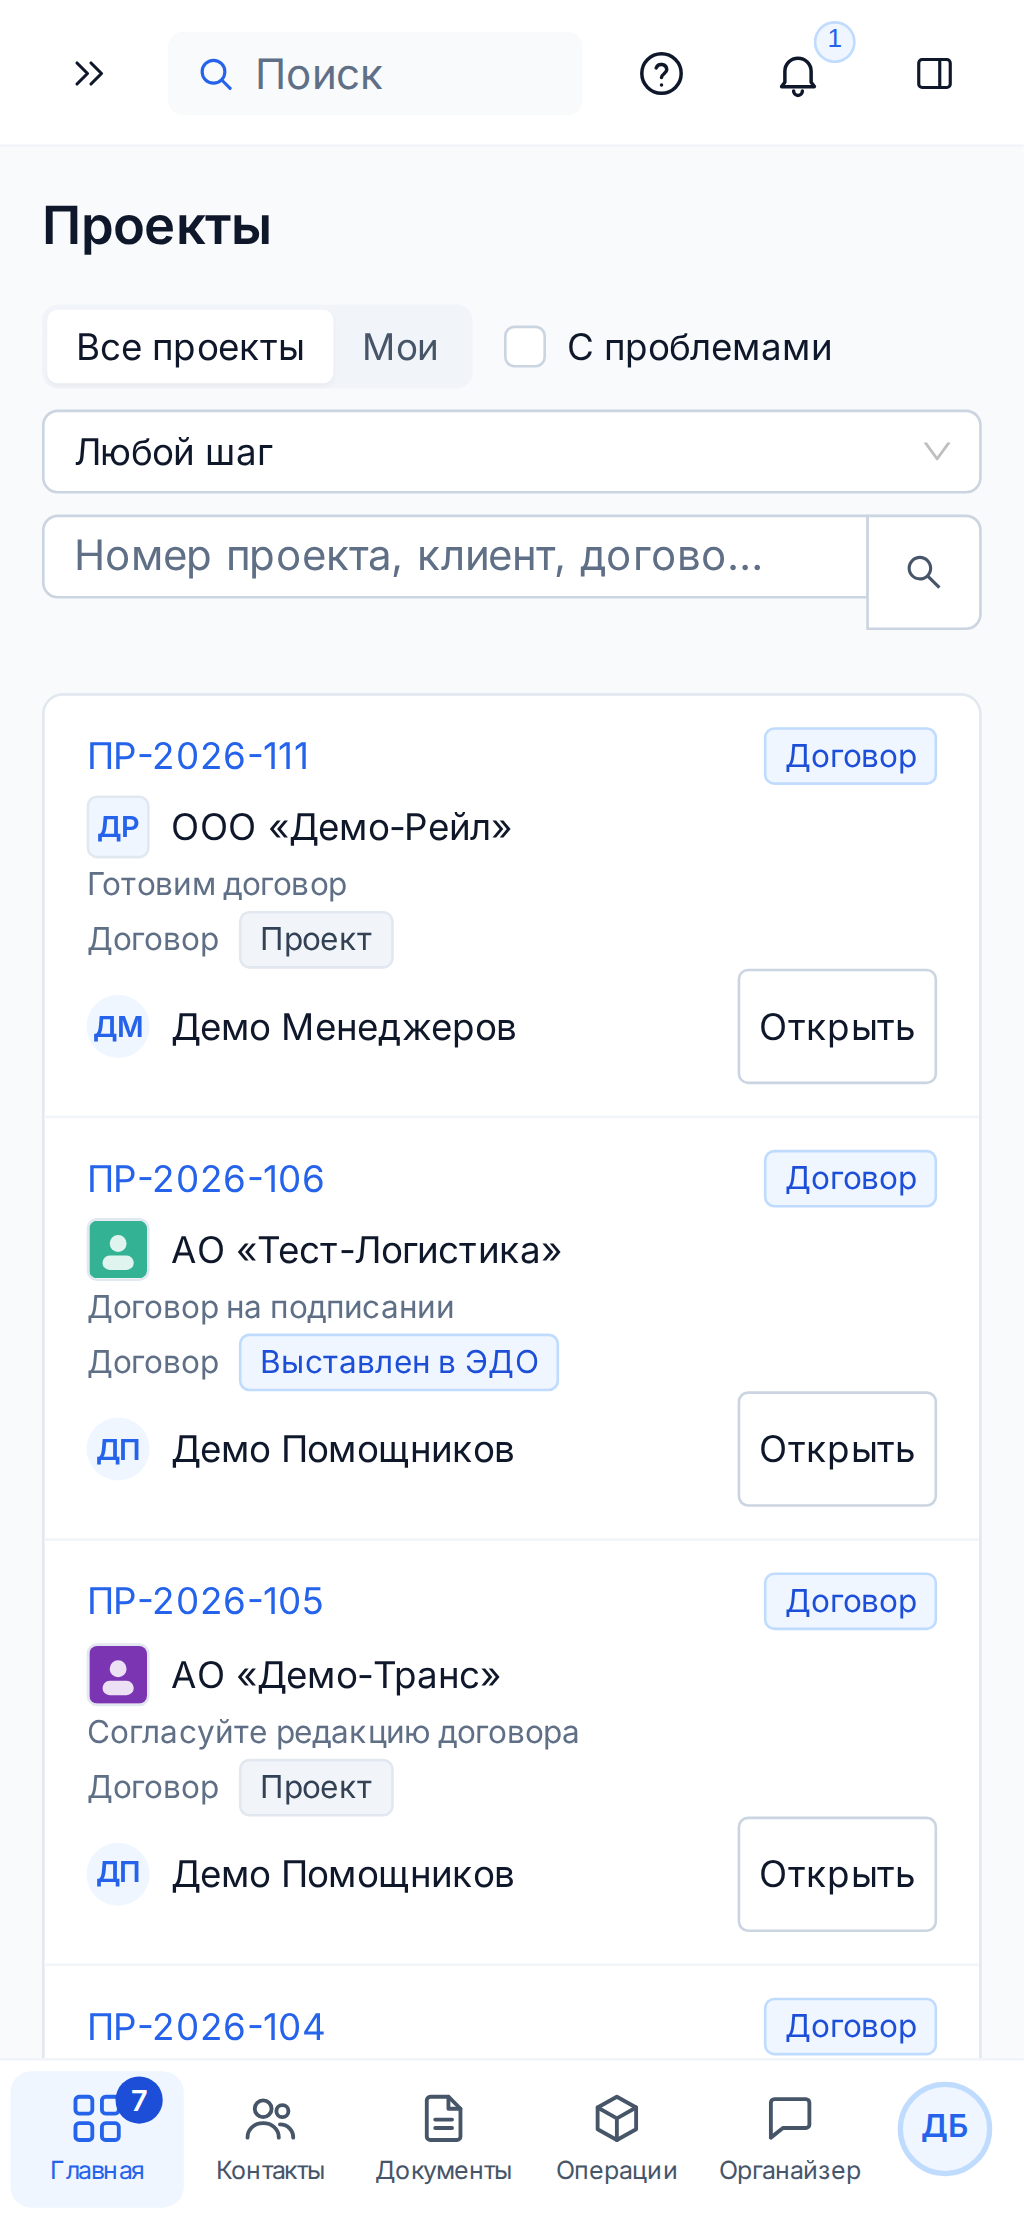 Поиск
1
Проекты
Все проекты Мои С проблемами
Любой шаг
Номер проекта, клиент, догово...
ПР-2026-111 Договор
ДР ООО «Демо-Рейл»
Готовим договор
Договор Проект
ДМ Демо Менеджеров Открыть
ПР-2026-106 Договор
АО «Тест-Логистика»
Договор на подписании
Договор Выставлен в ЭДО
ДП Демо Помощников Открыть
ПР-2026-105 Договор
АО «Демо-Транс»
Согласуйте редакцию договора
Договор Проект
ДП Демо Помощников Открыть
ПР-2026-104 Договор
7
Главная Контакты Документы Операции Органайзер ДБ